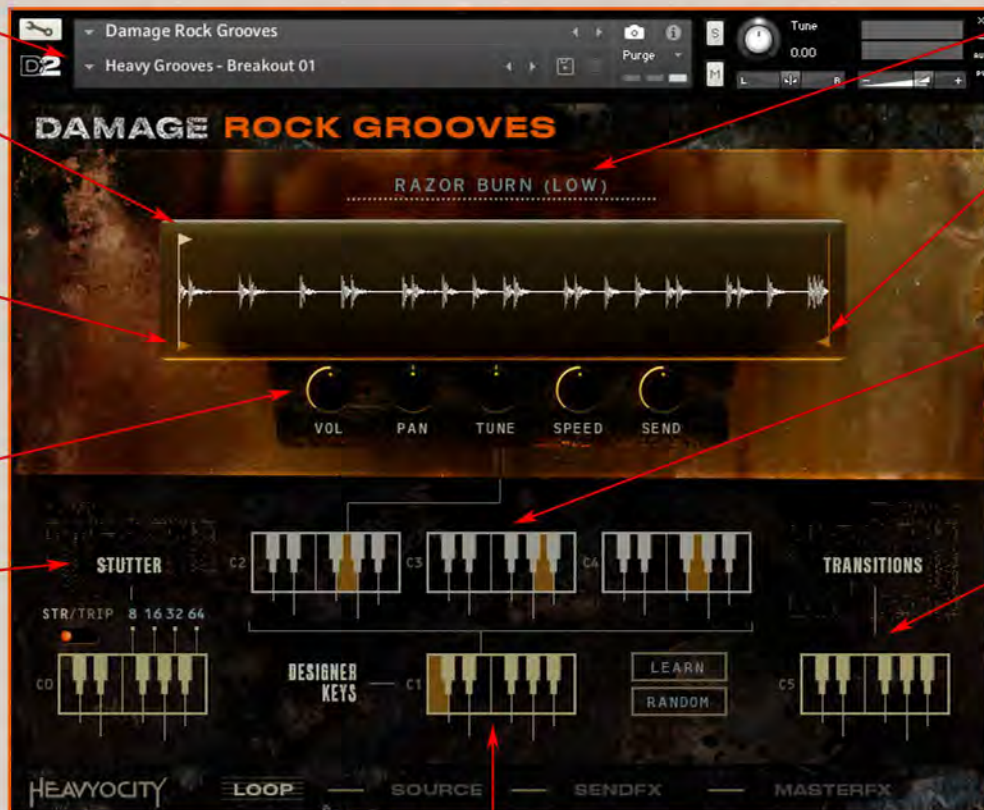 Damage Rock Grooves
D2
Heavy Grooves - Breakout 01
Purge
S
M
Tune
0.00
L R
- +
DAMAGE ROCK GROOVES
RAZOR BURN (LOW)
VOL PAN TUNE SPEED SEND
STUTTER
C2 C3 C4
TRANSITIONS
STR/TRIP 8 16 32 64
C0
DESIGNER
KEYS
C1
LEARN
RANDOM
C5
HEAVYOCITY
LOOP — SOURCE — SENDFX — MASTERFX